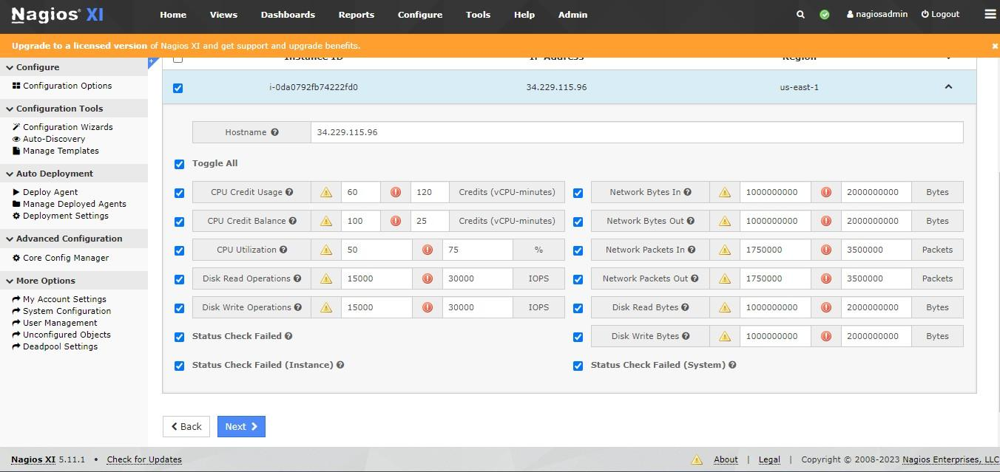 Nagios® XI
Home Views Dashboards Reports Configure Tools Help Admin
nagiosadmin Logout
Upgrade to a licensed version of Nagios XI and get support and upgrade benefits.
Configure
Configuration Options
Configuration Tools
Configuration Wizards
Auto-Discovery
Manage Templates
Auto Deployment
Deploy Agent
Manage Deployed Agents
Deployment Settings
Advanced Configuration
Core Config Manager
More Options
My Account Settings
System Configuration
User Management
Unconfigured Objects
Deadpool Settings
Instance ID IP Address Region
i-0da0792fb74222fd0 34.229.115.96 us-east-1
Hostname 34.229.115.96
Toggle All
CPU Credit Usage 60 120 Credits (vCPU-minutes) Network Bytes In 1000000000 2000000000 Bytes
CPU Credit Balance 100 25 Credits (vCPU-minutes) Network Bytes Out 1000000000 2000000000 Bytes
CPU Utilization 50 75 % Network Packets In 1750000 3500000 Packets
Disk Read Operations 15000 30000 IOPS Network Packets Out 1750000 3500000 Packets
Disk Write Operations 15000 30000 IOPS Disk Read Bytes 1000000000 2000000000 Bytes
Status Check Failed Disk Write Bytes 1000000000 2000000000 Bytes
Status Check Failed (Instance) Status Check Failed (System)
Back Next
Nagios XI 5.11.1 • Check for Updates About | Legal | Copyright © 2008-2023 Nagios Enterprises, LLC